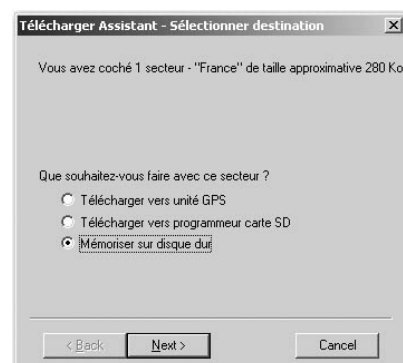 Télécharger Assistant - Sélectionner destination
Vous avez coché 1 secteur - "France" de taille approximative 280 Ko
Que souhaitez-vous faire avec ce secteur ?
Télécharger vers unité GPS
Télécharger vers programmeur carte SD
Mémoriser sur disque dur
< Back Next > Cancel